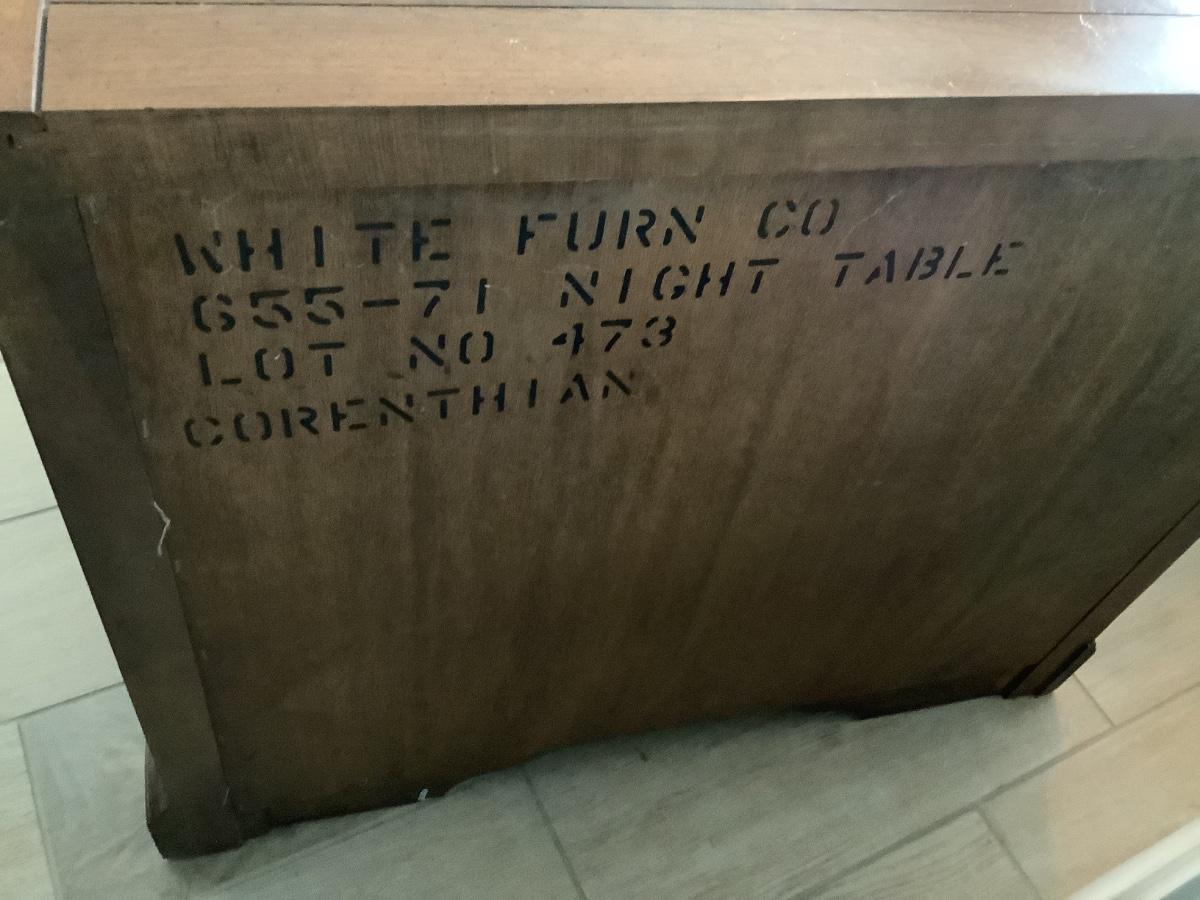 WHITE FURN CO
655-71 NIGHT TABLE
LOT NO 473
CORENTHIAN